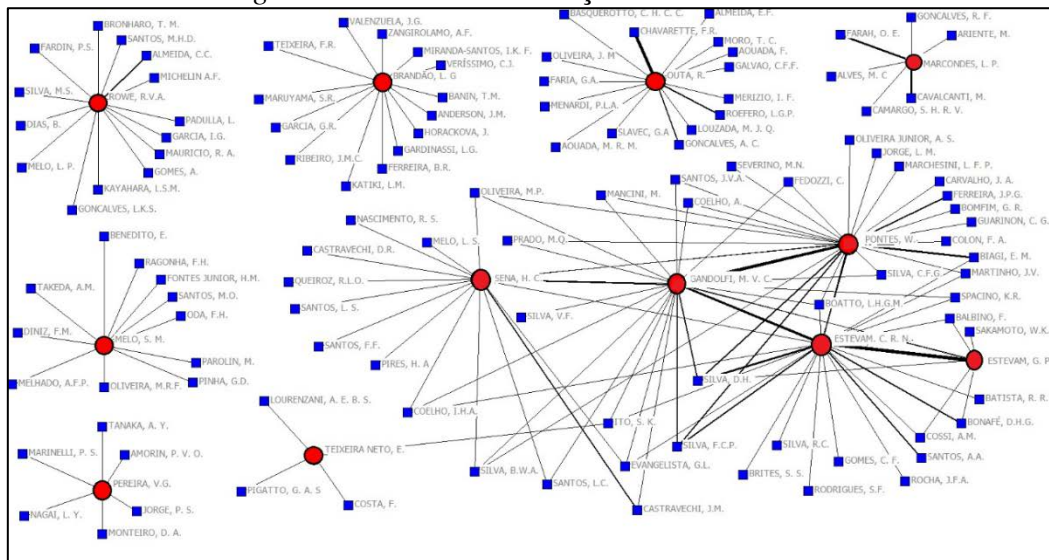 BRONHARO, T. M.
SANTOS, M.H.D.
FARDIN, P.S.
ALMEIDA, C.C.
MICHELIN A.F.
SILVA, M.S.
ROWE, R.V.A.
PADULLA, L.
DIAS, B.
GARCIA, I.G.
MAURICIO, R. A.
MELO, L. P.
GOMES, A.
KAYAHARA, I.S.M.
GONCALVES, L.K.S.
VALENZUELA, J.G.
ZANGIROLAMO, A.F.
TEIXEIRA, F.R.
MIRANDA-SANTOS, I.K. F.
VERÍSSIMO, C.J.
BRANDÃO, L. G
MARUYAMA, S.R.
BANIN, T.M.
ANDERSON, J.M.
GARCIA, G.R.
HORACKOVA, J.
GARDINASSI, L.G.
RIBEIRO, J.M.C.
FERREIRA, B.R.
KATIKI, L.M.
BASQUEROTTO, C. H. C. C.
ALMEIDA, E.F.
CHAVARETTE, F.R.
MORO, T. C.
OLIVEIRA, J. M
AOUADA, F.
GALVAO, C.F.F.
FARIA, G.A.
OUTA, R.
MENARDI, P.L.A.
MERIZIO, I. F.
ROEFERO, L.G.P.
SLAVEC, G.A
LOUZADA, M. J. Q.
AOUADA, M. R. M.
GONCALVES, A. C.
GONCALVES, R. F.
FARAH, O. E.
ARIENTE, M.
MARCONDES, L. P.
ALVES, M. C
CAVALCANTI, M.
CAMARGO, S. H. R. V.
OLIVEIRA JUNIOR, A. S.
JORGE, L. M.
SEVERINO, M.N.
MARCHESINI, L. F. P.
SANTOS, J.V.A.
FEDOZZI, C.
CARVALHO, J. A.
OLIVEIRA, M.P.
MANCINI, M.
FERREIRA, J.P.G.
COELHO, A.
BOMFIM, G. R.
NASCIMENTO, R. S.
GUARINON, C. G.
MELO, L. S.
PRADO, M.Q.
PONTES, W.
COLON, F. A.
CASTRAVECHI, D.R.
BIAGI, E. M.
QUEIROZ, R.L.O.
SENA, H. C
GANDOLFI, M. V. C.
SILVA, C.F.G.
MARTINHO, J.V.
SANTOS, L. S.
SPACINO, K.R.
BOATTO, L.H.G.M.
SILVA, V.F.
BALBINO, F.
SAKAMOTO, W.K.
SANTOS, F.F.
ESTEVAM, C. R. N.
PIRES, H. A
ESTEVAM, G. P
SILVA, D.H.
BATISTA, R. R.
COELHO, I.H.A.
ITO, S. K.
BONAFÉ, D.H.G.
COSSI, A.M.
SILVA, F.C.P.
SILVA, R.C.
SANTOS, A.A.
SILVA, B.W.A.
EVANGELISTA, G.L.
BRITES, S. S.
GOMES, C. F.
ROCHA, J.F.A.
SANTOS, L.C.
RODRIGUES, S.F.
CASTRAVECHI, J.M.
BENEDITO, E.
RAGONHA, F.H.
TAKEDA, A.M.
FONTES JUNIOR, H.M.
SANTOS, M.O.
ODA, F.H.
DINIZ, F.M.
MELO, S. M.
PAROLIN, M.
MELHADO, A.F.P.
OLIVEIRA, M.R.F.
PINHA, G.D.
LOURENZANI, A. E. B. S.
TEIXEIRA NETO, E.
PIGATTO, G. A. S
COSTA, F.
TANAKA, A. Y.
MARINELLI, P. S.
AMORIN, P. V. O.
PEREIRA, V.G.
JORGE, P. S.
NAGAI, L. Y.
MONTEIRO, D. A.